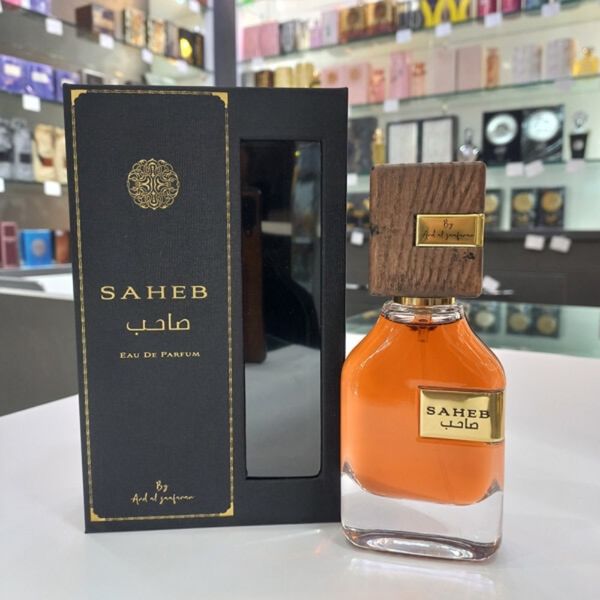 SAHEB
صاحب
EAU DE PARFUM
By
Ard al zaafaran
By
Ard al zaafaran
SAHEB
صاحب